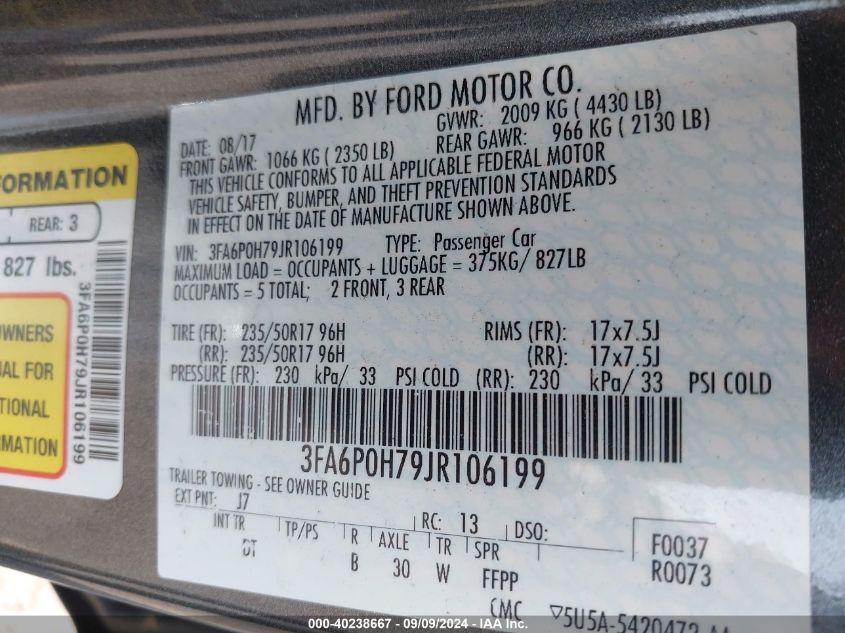 MFD. BY FORD MOTOR CO.
DATE: 08/17
GVWR: 2009 KG ( 4430 LB)
FRONT GAWR: 1066 KG ( 2350 LB)
REAR GAWR: 966 KG ( 2130 LB)
THIS VEHICLE CONFORMS TO ALL APPLICABLE FEDERAL MOTOR
VEHICLE SAFETY, BUMPER, AND THEFT PREVENTION STANDARDS
IN EFFECT ON THE DATE OF MANUFACTURE SHOWN ABOVE.
VIN: 3FA6P0H79JR106199 TYPE: Passenger Car
MAXIMUM LOAD = OCCUPANTS + LUGGAGE = 375KG/ 827LB
OCCUPANTS = 5 TOTAL; 2 FRONT, 3 REAR
TIRE (FR): 235/50R17 96H RIMS (FR): 17x7.5J
(RR): 235/50R17 96H (RR): 17x7.5J
PRESSURE (FR): 230 kPa/ 33 PSI COLD (RR): 230 kPa/ 33 PSI COLD
3FA6P0H79JR106199
TRAILER TOWING - SEE OWNER GUIDE
EXT PNT: J7 RC: 13 DSO:
INT TR TP/PS R AXLE TR SPR
DT B 30 W FFPP
F0037
R0073
CMC ▽5U5A-5420472-
FORMATION
REAR: 3
827 lbs.
3FA6P0H79JR106199
OWNERS
UAL FOR
TIONAL
RMATION
000-40238667 - 09/09/2024 - IAA Inc.